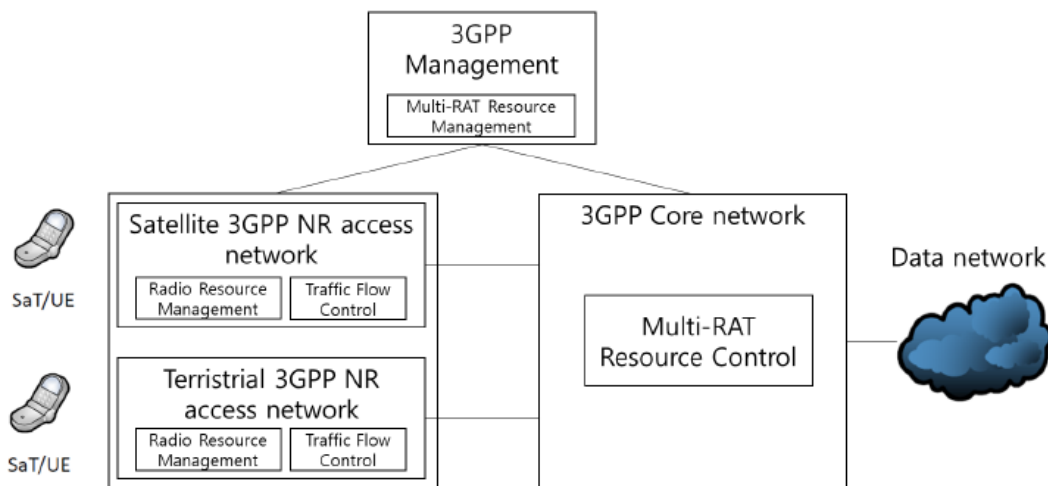 3GPP
Management
Multi-RAT Resource
Management
SaT/UE
Satellite 3GPP NR access
network
Radio Resource
Management
Traffic Flow
Control
SaT/UE
Terristrial 3GPP NR
access network
Radio Resource
Management
Traffic Flow
Control
3GPP Core network
Multi-RAT
Resource Control
Data network